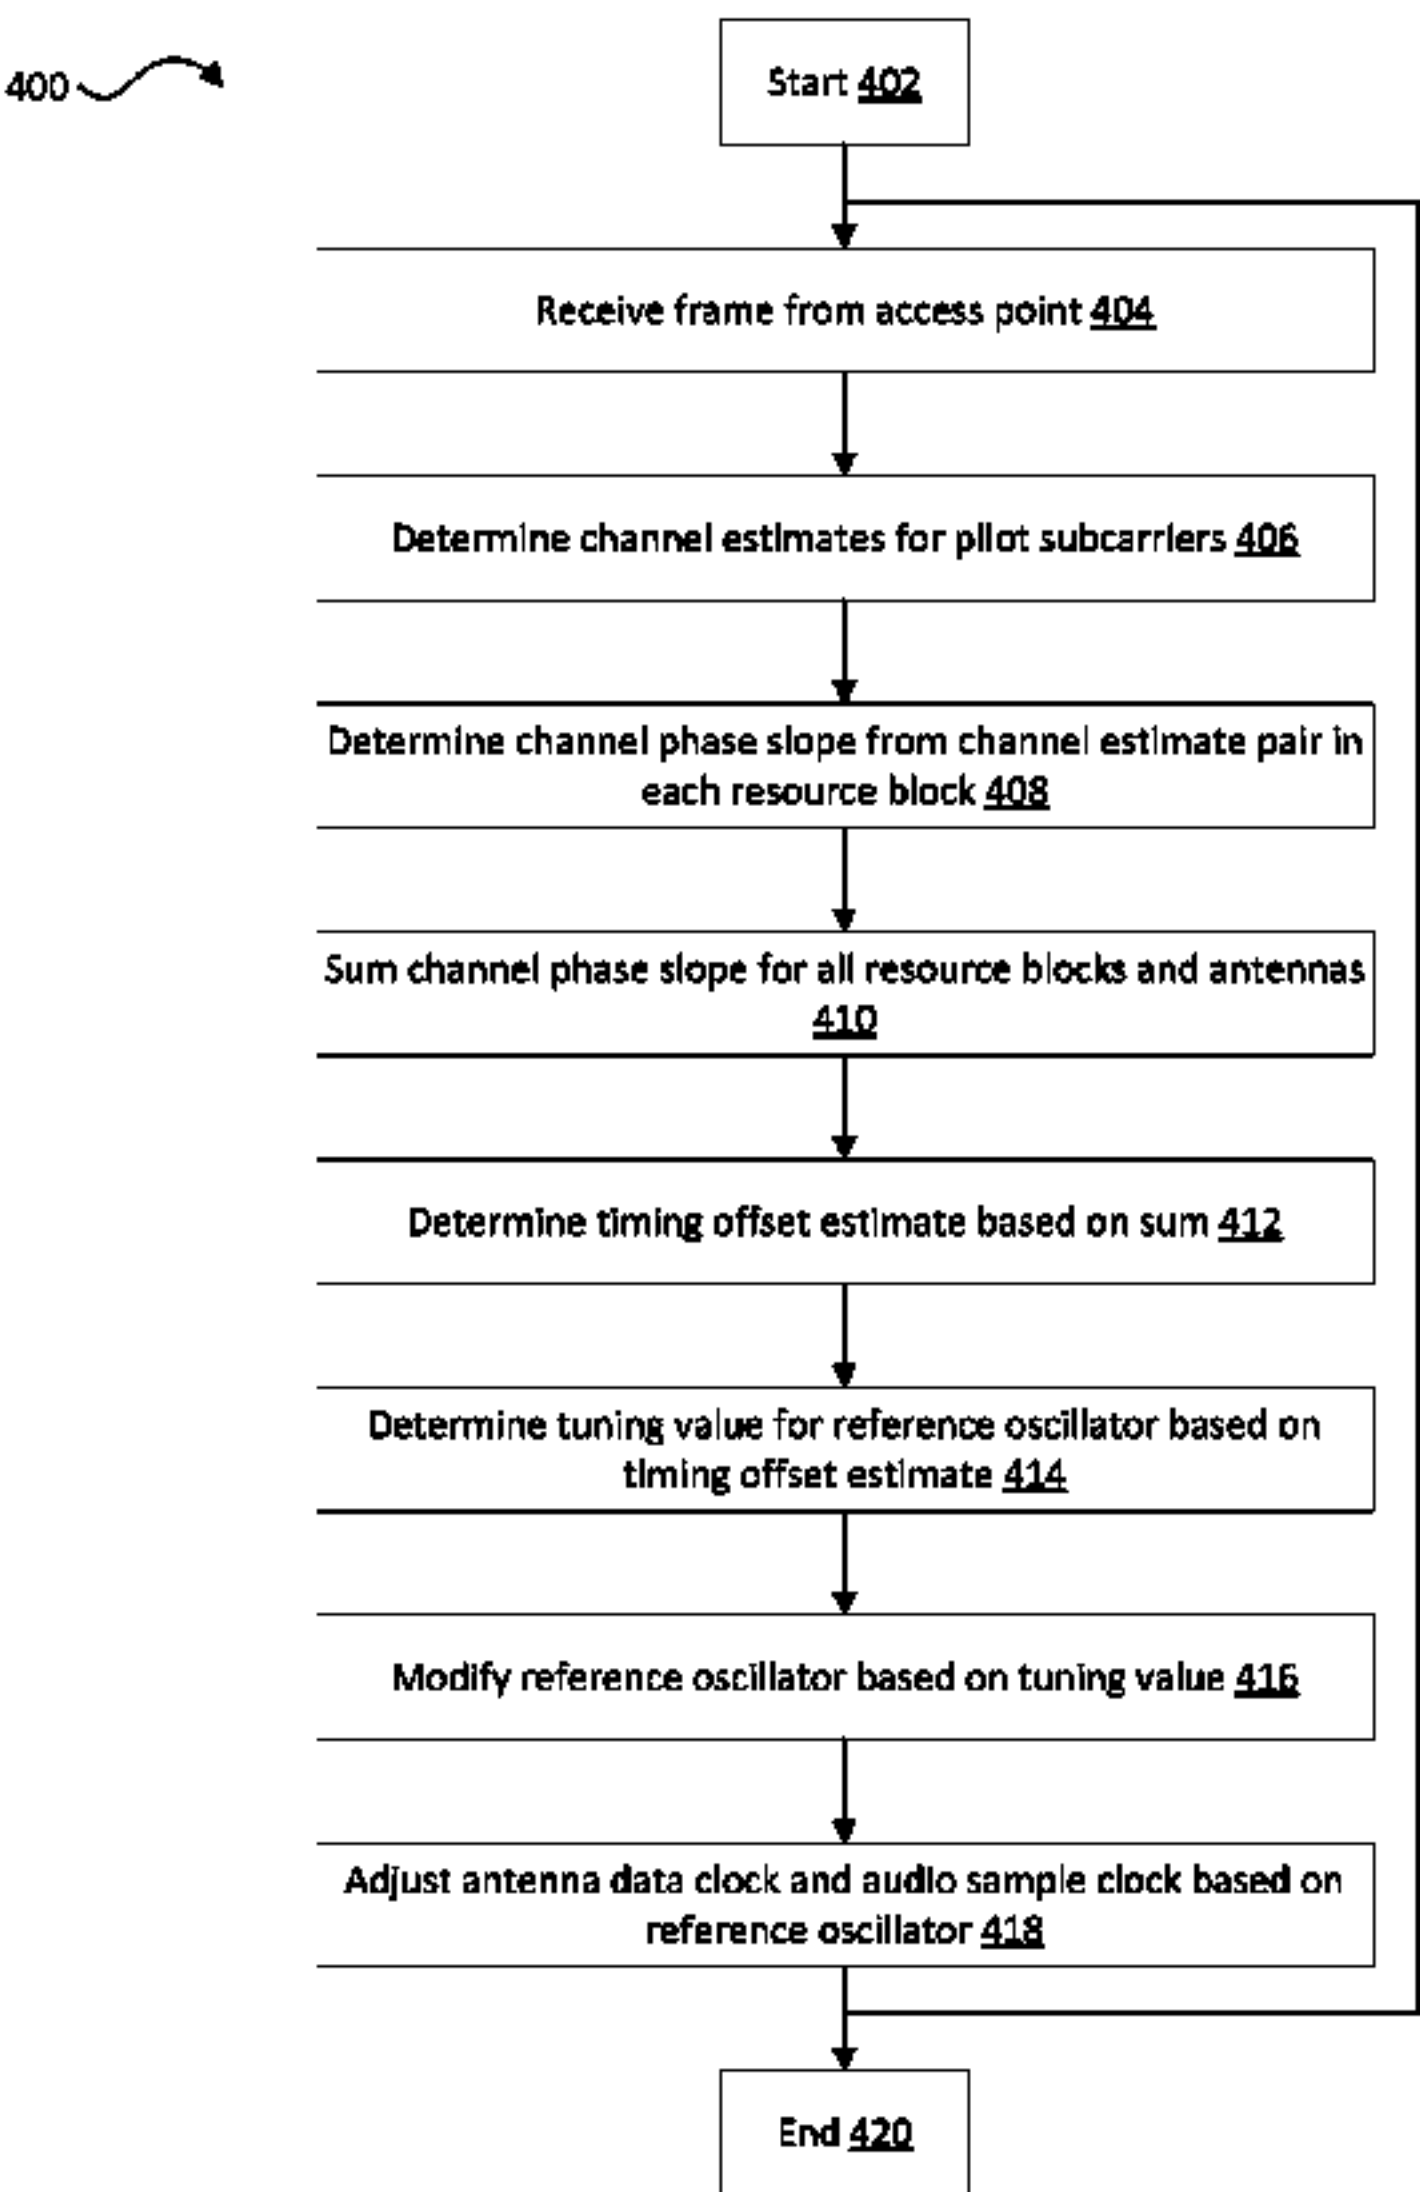 400
Start 402
Receive frame from access point 404
Determine channel estimates for pilot subcarriers 406
Determine channel phase slope from channel estimate pair in
each resource block 408
Sum channel phase slope for all resource blocks and antennas
410
Determine timing offset estimate based on sum 412
Determine tuning value for reference oscillator based on
timing offset estimate 414
Modify reference oscillator based on tuning value 416
Adjust antenna data clock and audio sample clock based on
reference oscillator 418
End 420